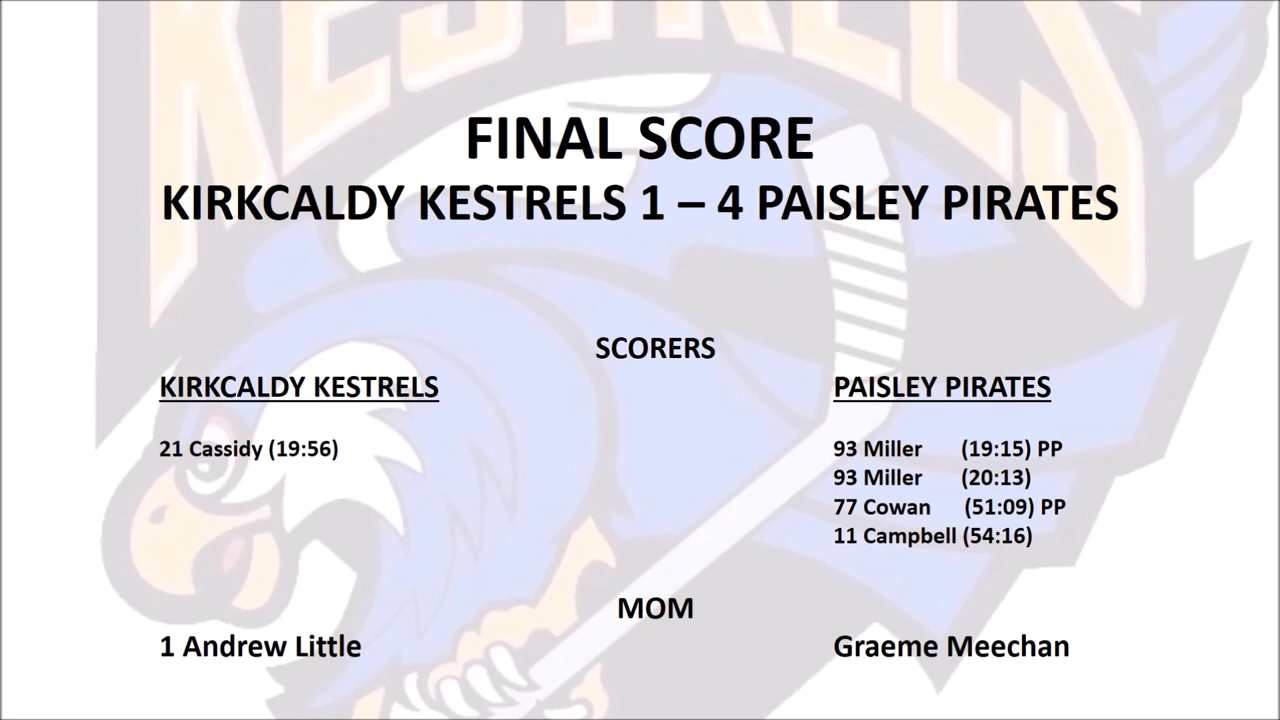 KESTRELS
FINAL SCORE
KIRKCALDY KESTRELS 1 – 4 PAISLEY PIRATES
SCORERS
KIRKCALDY KESTRELS
PAISLEY PIRATES
21 Cassidy (19:56)
93 Miller (19:15) PP
93 Miller (20:13)
77 Cowan (51:09) PP
11 Campbell (54:16)
MOM
1 Andrew Little
Graeme Meechan